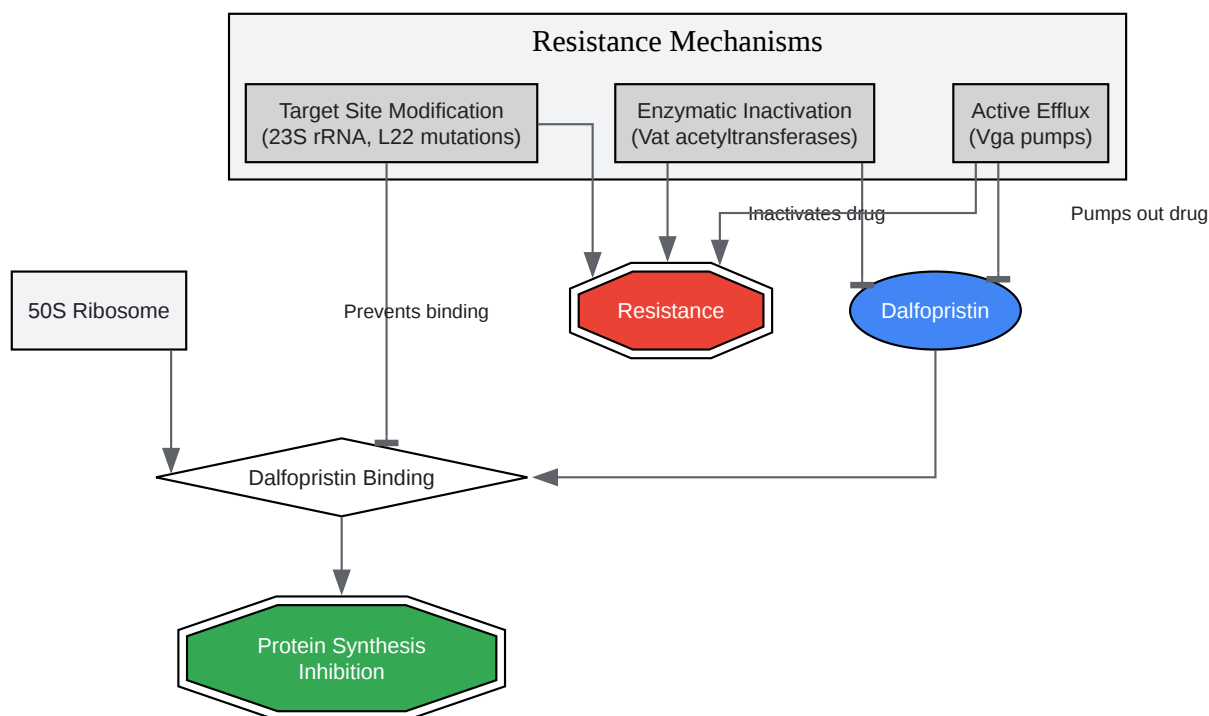 Resistance Mechanisms
Target Site Modification
(23S rRNA, L22 mutations)
Enzymatic Inactivation
(Vat acetyltransferases)
Active Efflux
(Vga pumps)
Inactivates drug
Pumps out drug
50S Ribosome
Prevents binding
Resistance
Dalfopristin
Dalfopristin Binding
Protein Synthesis
Inhibition